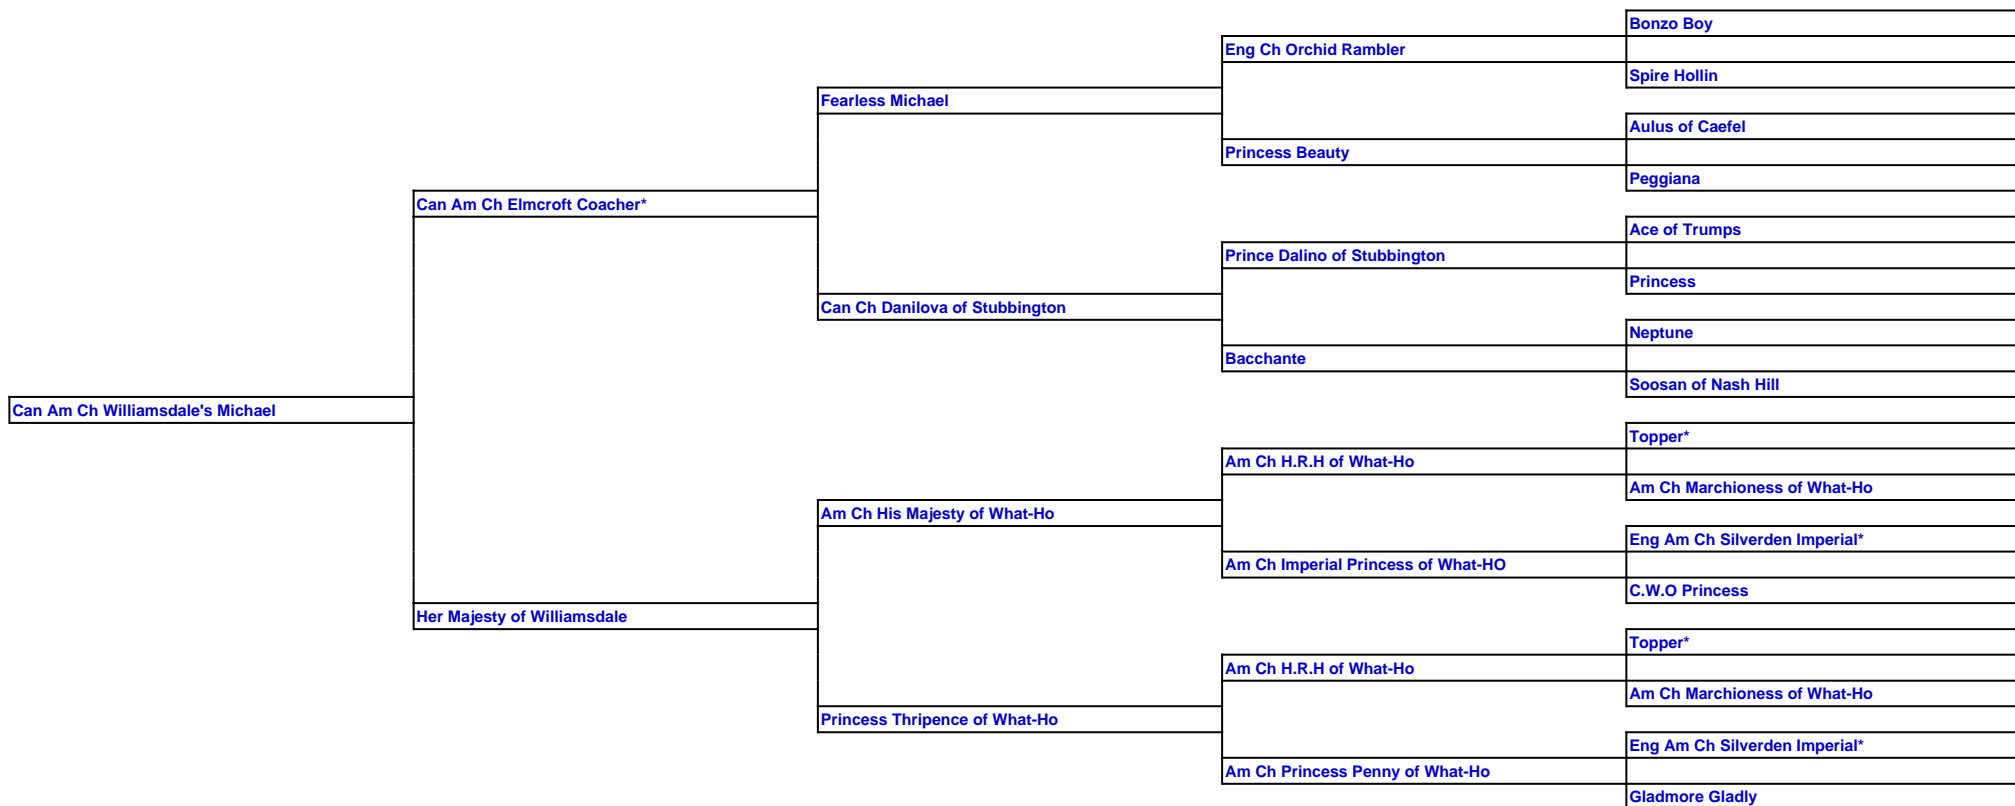 Bonzo Boy
Eng Ch Orchid Rambler
Spire Hollin
Fearless Michael
Aulus of Caefel
Princess Beauty
Peggiana
Can Am Ch Elmcroft Coacher*
Ace of Trumps
Prince Dalino of Stubbington
Princess
Can Ch Danilova of Stubbington
Neptune
Bacchante
Soosan of Nash Hill
Can Am Ch Williamsdale's Michael
Topper*
Am Ch H.R.H of What-Ho
Am Ch Marchioness of What-Ho
Am Ch His Majesty of What-Ho
Eng Am Ch Silverden Imperial*
Am Ch Imperial Princess of What-HO
C.W.O Princess
Her Majesty of Williamsdale
Topper*
Am Ch H.R.H of What-Ho
Am Ch Marchioness of What-Ho
Princess Thripence of What-Ho
Eng Am Ch Silverden Imperial*
Am Ch Princess Penny of What-Ho
Gladmore Gladly